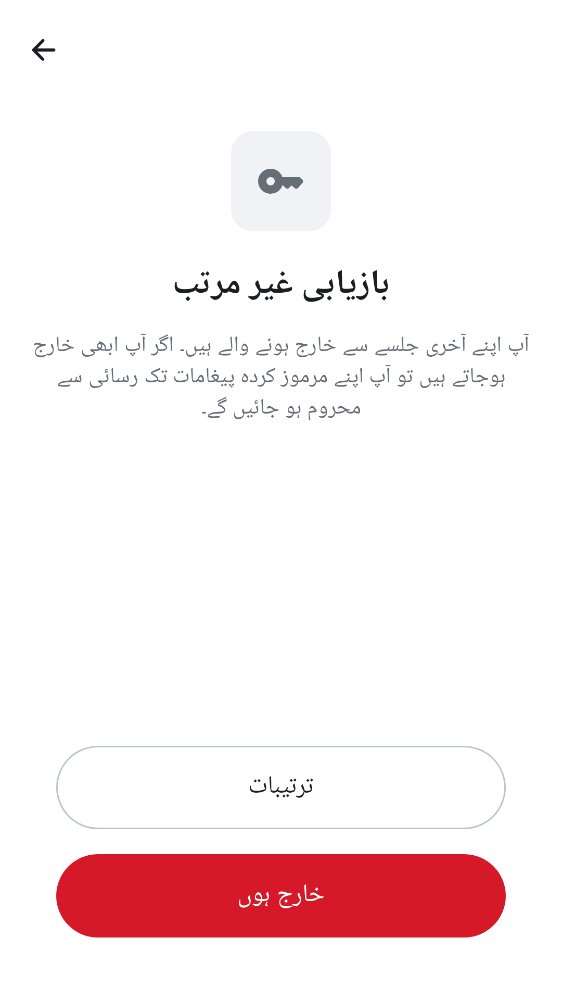 بازیابی غیر مرتب
آپ اپنے آخری جلسے سے خارج ہونے والے ہیں۔ اگر آپ ابھی خارج
ہوجاتے ہیں تو آپ اپنے مرموز کردہ پیغامات تک رسائی سے
محروم ہو جائیں گے۔
ترتیبات
خارج ہوں